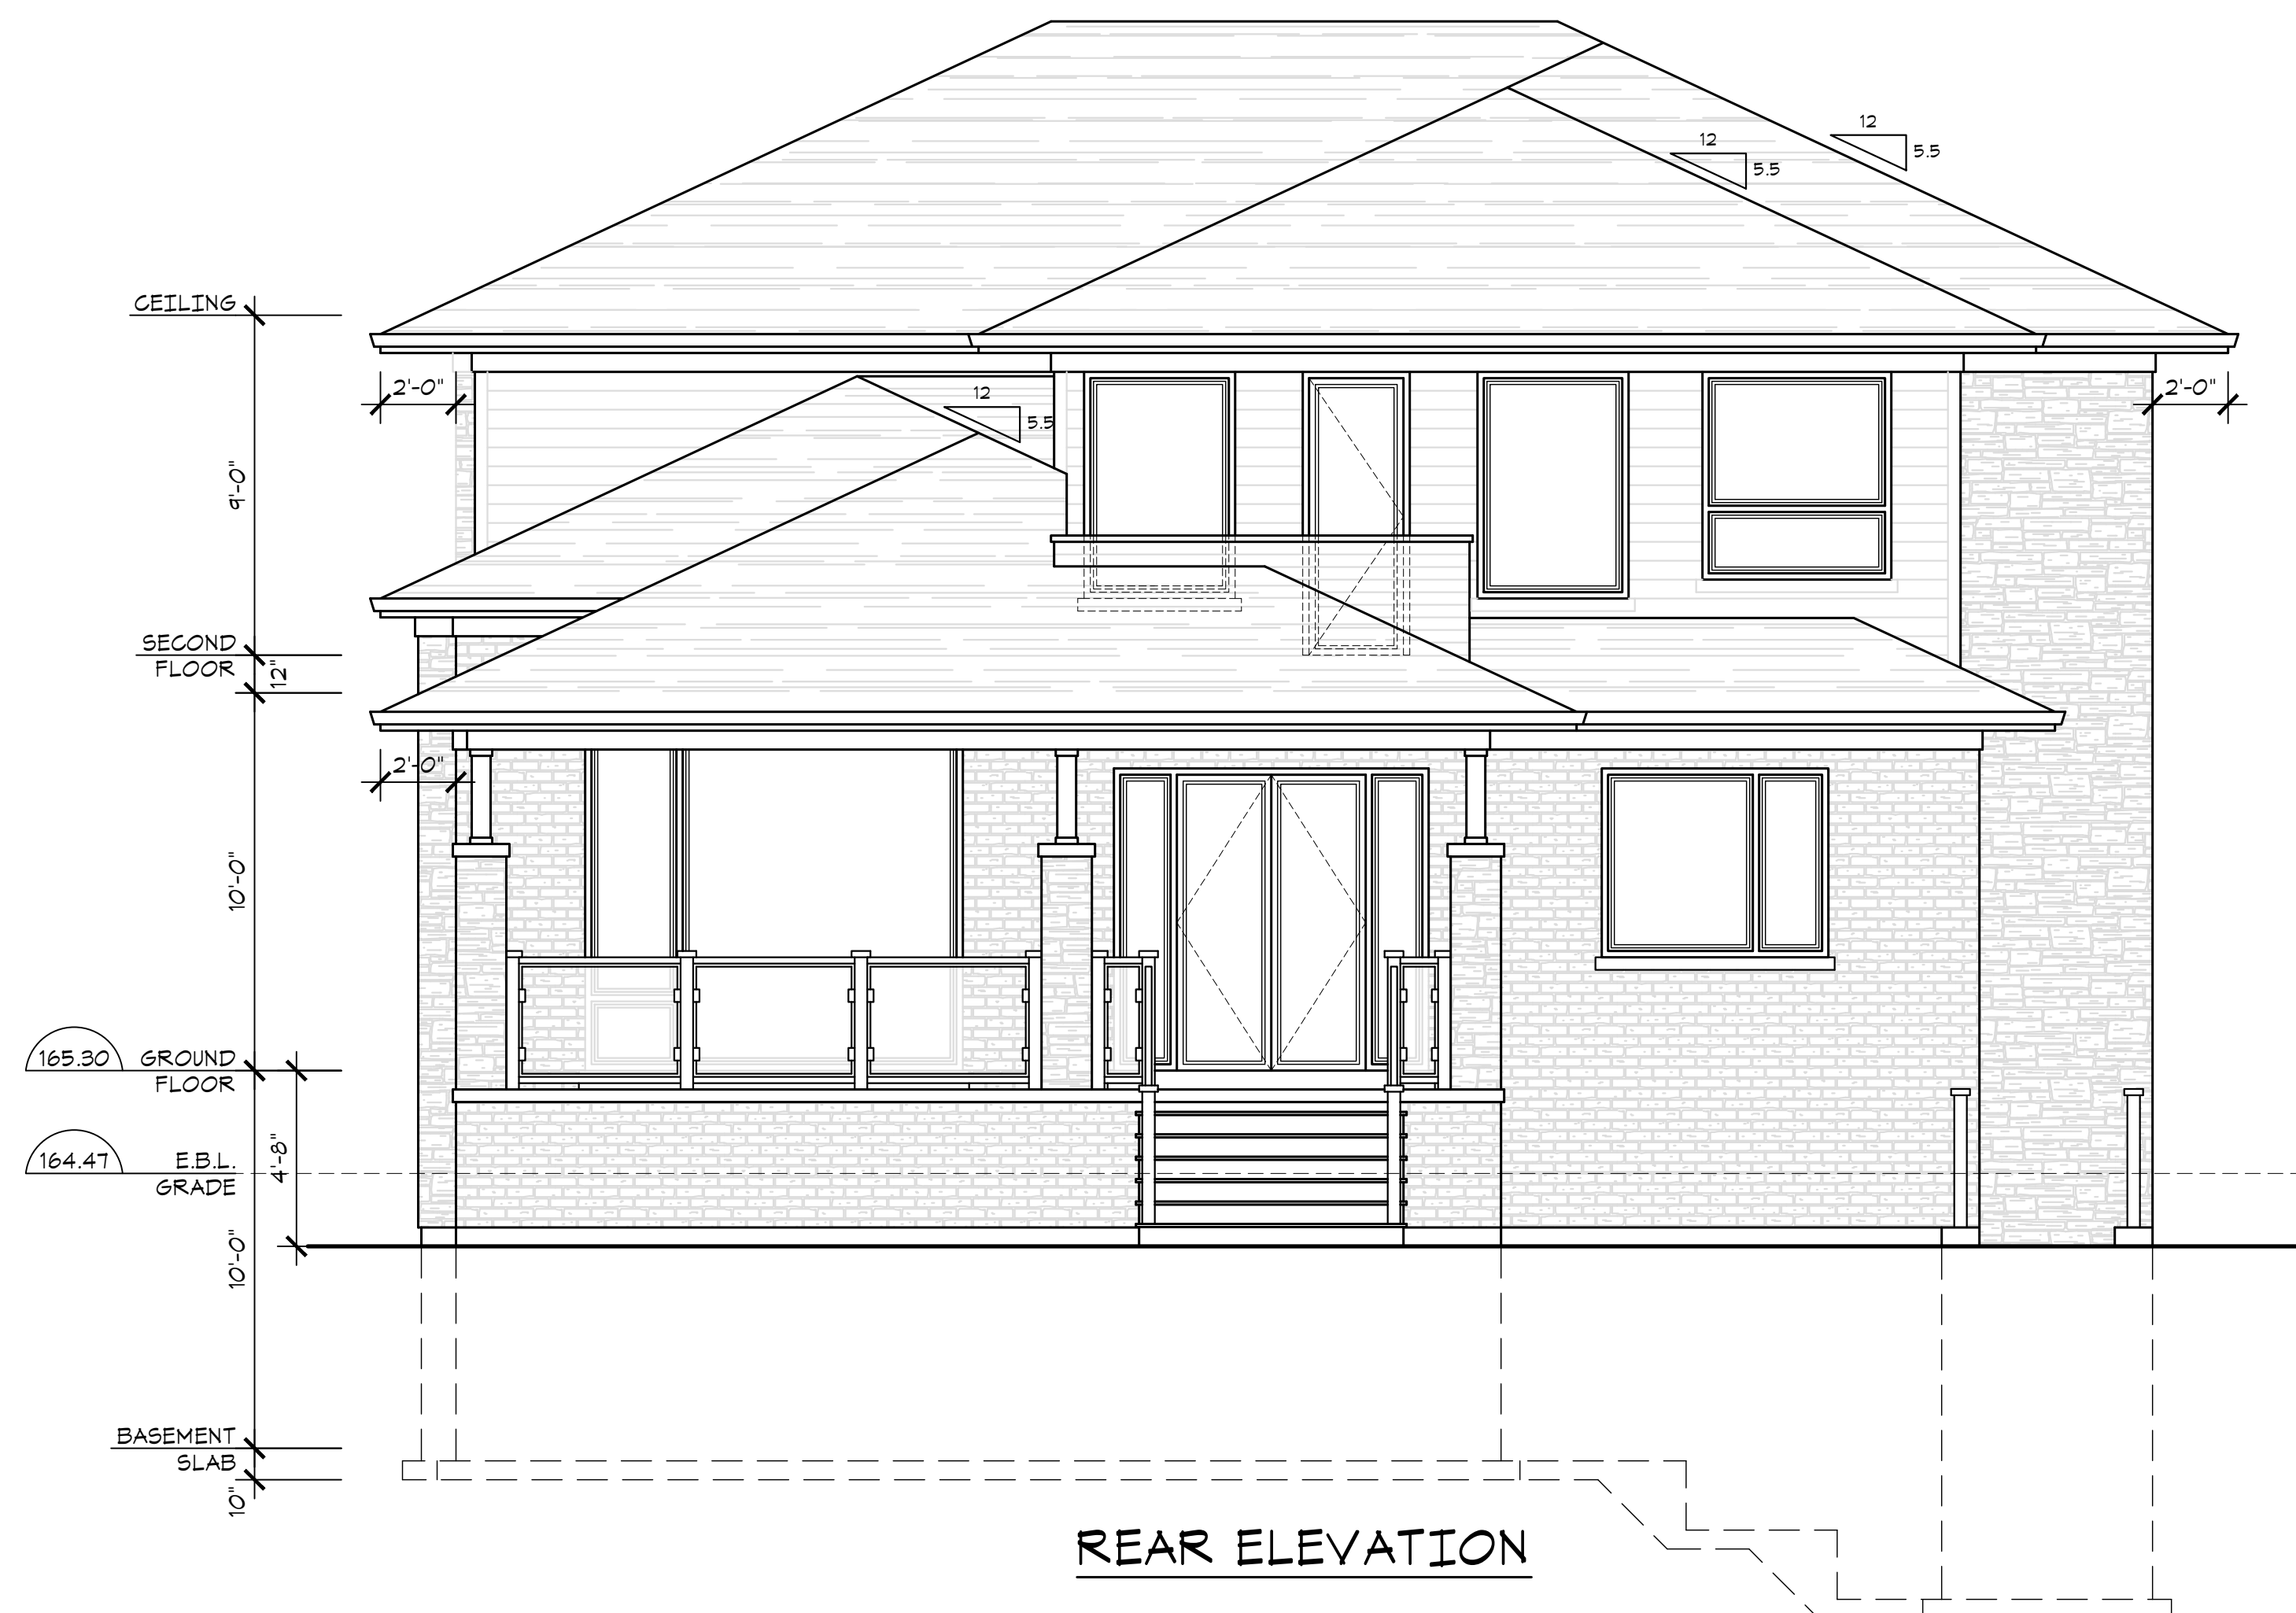 12
5.5
12
5.5
CEILING
2'-0"
12
5.5
2'-0"
9'-0"
SECOND
FLOOR
12"
2'-0"
10'-0"
165.30 GROUND
FLOOR
164.47 E.B.L.
GRADE
4'-8"
10'-0"
BASEMENT
SLAB
10"
REAR ELEVATION